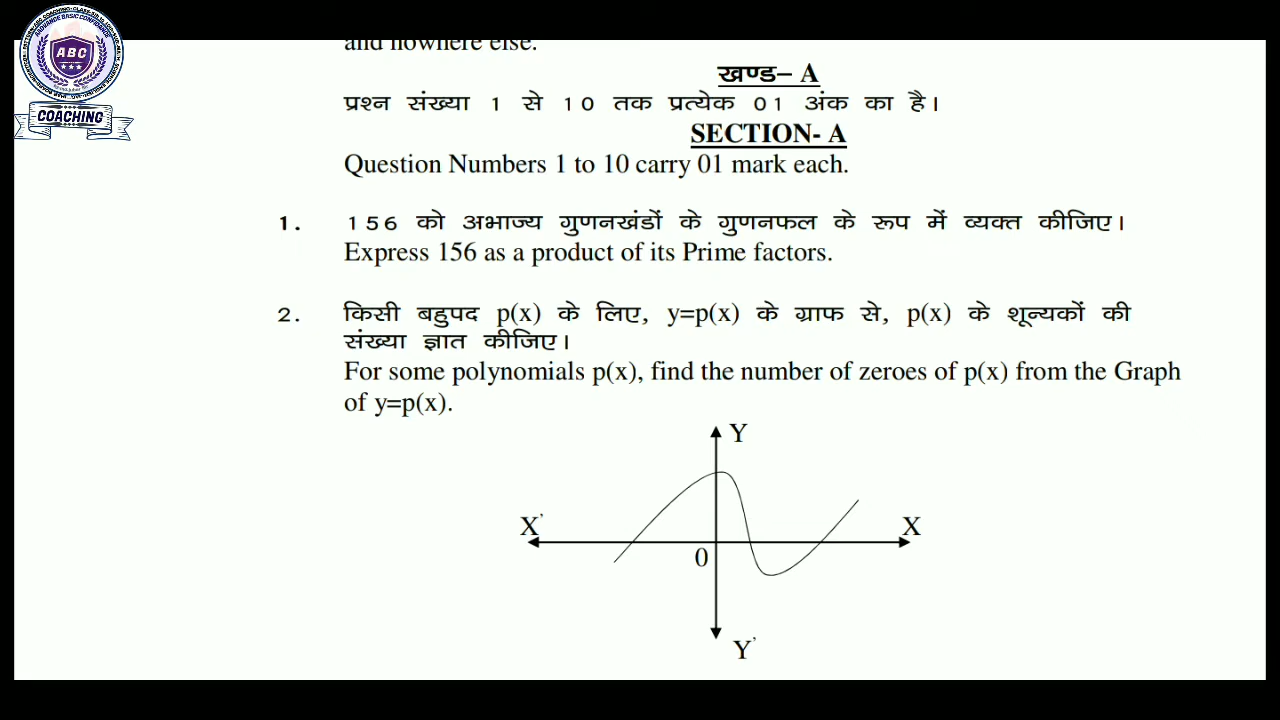 ABC
COACHING
and nowhere else.
खण्ड– A
प्रश्न संख्या 1 से 10 तक प्रत्येक 01 अंक का है।
SECTION- A
Question Numbers 1 to 10 carry 01 mark each.
1. 156 को अभाज्य गुणनखंडों के गुणनफल के रूप में व्यक्त कीजिए।
Express 156 as a product of its Prime factors.
2. किसी बहुपद p(x) के लिए, y=p(x) के ग्राफ से, p(x) के शून्यकों की
संख्या ज्ञात कीजिए।
For some polynomials p(x), find the number of zeroes of p(x) from the Graph
of y=p(x).
Y
X' X
0
Y'